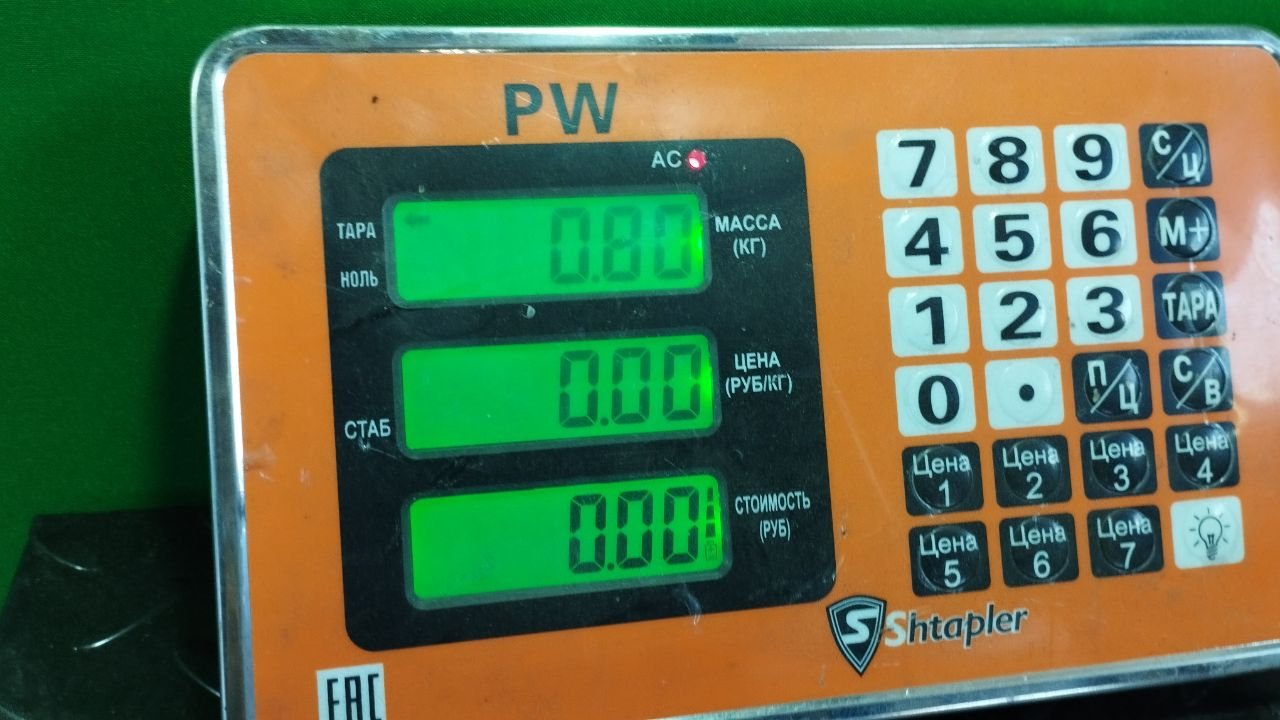 PW
AC
ТАРА
НОЛЬ
0.80
МАССА
(КГ)
0.00
ЦЕНА
(РУБ/КГ)
СТАБ
0.00
СТОИМОСТЬ
(РУБ)
7 8 9 С/Ц
4 5 6 М+
1 2 3 ТАРА
0 . П/Ц С/В
Цена 1 Цена 2 Цена 3 Цена 4
Цена 5 Цена 6 Цена 7
S Shtapler
EAC